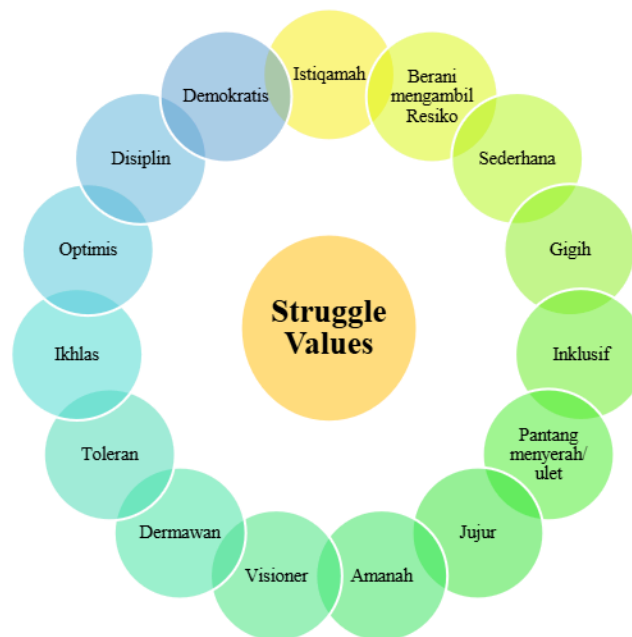 Istiqamah
Berani
mengambil
Resiko
Sederhana
Gigih
Inklusif
Pantang
menyerah/
ulet
Jujur
Amanah
Visioner
Dermawan
Toleran
Ikhlas
Optimis
Disiplin
Demokratis
Struggle
Values